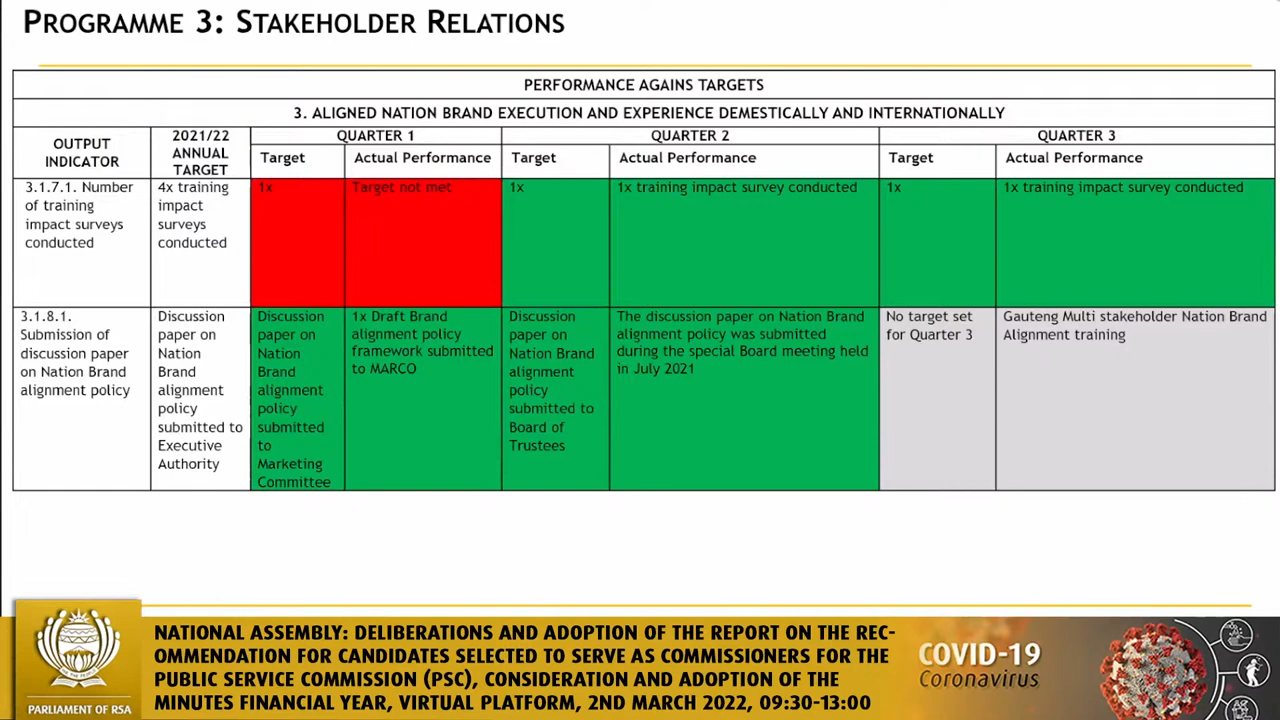 PROGRAMME 3: STAKEHOLDER RELATIONS
PERFORMANCE AGAINS TARGETS
3. ALIGNED NATION BRAND EXECUTION AND EXPERIENCE DEMESTICALLY AND INTERNATIONALLY
OUTPUT
INDICATOR
2021/22
ANNUAL
TARGET
QUARTER 1
QUARTER 2
QUARTER 3
Target
Actual Performance
Target
Actual Performance
Target
Actual Performance
3.1.7.1. Number
of training
impact surveys
conducted
4x training
impact
surveys
conducted
1x
Target not met
1x
1x training impact survey conducted
1x
1x training impact survey conducted
3.1.8.1.
Submission of
discussion paper
on Nation Brand
alignment policy
Discussion
paper on
Nation
Brand
alignment
policy
submitted to
Executive
Authority
Discussion
paper on
Nation
Brand
alignment
policy
submitted
to
Marketing
Committee
1x Draft Brand
alignment policy
framework submitted
to MARCO
Discussion
paper on
Nation Brand
alignment
policy
submitted to
Board of
Trustees
The discussion paper on Nation Brand
alignment policy was submitted
during the special Board meeting held
in July 2021
No target set
for Quarter 3
Gauteng Multi stakeholder Nation Brand
Alignment training
PARLIAMENT OF RSA
NATIONAL ASSEMBLY: DELIBERATIONS AND ADOPTION OF THE REPORT ON THE REC-
OMMENDATION FOR CANDIDATES SELECTED TO SERVE AS COMMISSIONERS FOR THE
PUBLIC SERVICE COMMISSION (PSC), CONSIDERATION AND ADOPTION OF THE
MINUTES FINANCIAL YEAR, VIRTUAL PLATFORM, 2ND MARCH 2022, 09:30-13:00
COVID-19
Coronavirus